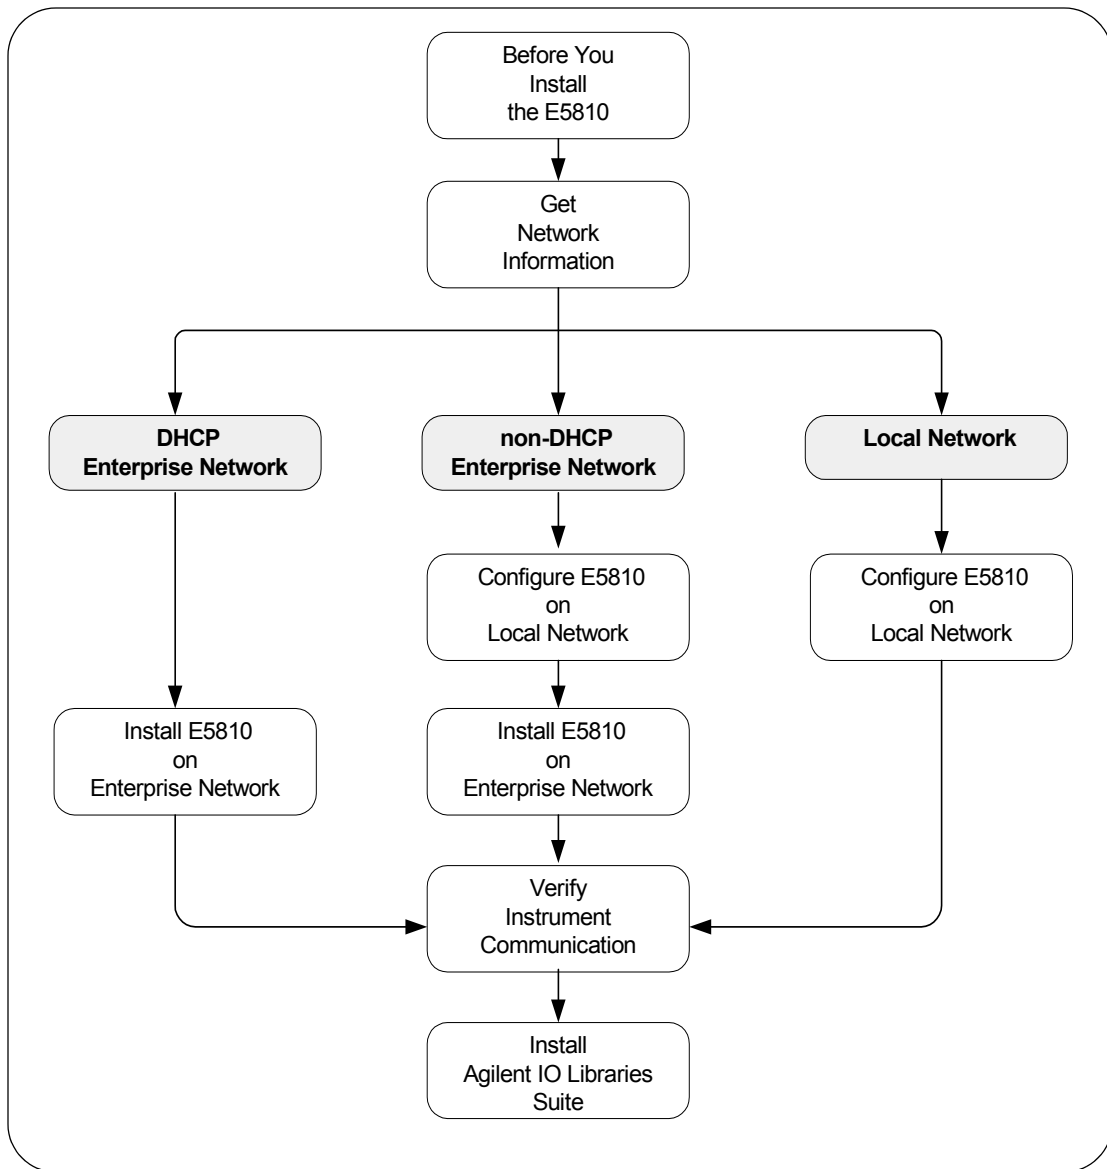 Before You
Install
the E5810
Get
Network
Information
DHCP
Enterprise Network
non-DHCP
Enterprise Network
Local Network
Configure E5810
on
Local Network
Configure E5810
on
Local Network
Install E5810
on
Enterprise Network
Install E5810
on
Enterprise Network
Verify
Instrument
Communication
Install
Agilent IO Libraries
Suite